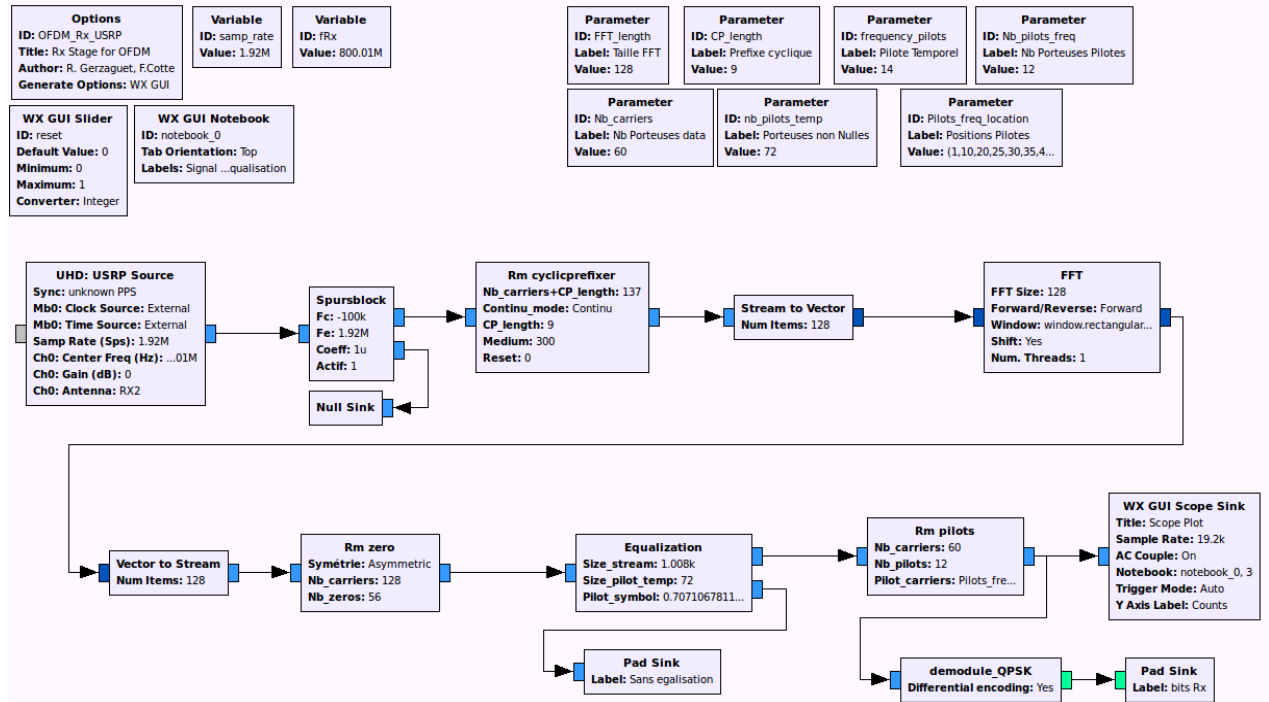 Options
ID: OFDM_Rx_USRP
Title: Rx Stage for OFDM
Author: R. Gerzaguet, F.Cotte
Generate Options: WX GUI
Variable
ID: samp_rate
Value: 1.92M
Variable
ID: fRx
Value: 800.01M
Parameter
ID: FFT_length
Label: Taille FFT
Value: 128
Parameter
ID: CP_length
Label: Prefixe cyclique
Value: 9
Parameter
ID: frequency_pilots
Label: Pilote Temporel
Value: 14
Parameter
ID: Nb_pilots_freq
Label: Nb Porteuses Pilotes
Value: 12
WX GUI Slider
ID: reset
Default Value: 0
Minimum: 0
Maximum: 1
Converter: Integer
WX GUI Notebook
ID: notebook_0
Tab Orientation: Top
Labels: Signal ...qualisation
Parameter
ID: Nb_carriers
Label: Nb Porteuses data
Value: 60
Parameter
ID: nb_pilots_temp
Label: Porteuses non Nulles
Value: 72
Parameter
ID: Pilots_freq_location
Label: Positions Pilotes
Value: (1,10,20,25,30,35,4...
UHD: USRP Source
Sync: unknown PPS
Mb0: Clock Source: External
Mb0: Time Source: External
Samp Rate (Sps): 1.92M
Ch0: Center Freq (Hz): ...01M
Ch0: Gain (dB): 0
Ch0: Antenna: RX2
Spursblock
Fc: -100k
Fe: 1.92M
Coeff: 1u
Actif: 1
Null Sink
Rm cyclicprefixer
Nb_carriers+CP_length: 137
Continu_mode: Continu
CP_length: 9
Medium: 300
Reset: 0
Stream to Vector
Num Items: 128
FFT
FFT Size: 128
Forward/Reverse: Forward
Window: window.rectangular...
Shift: Yes
Num. Threads: 1
Vector to Stream
Num Items: 128
Rm zero
Symétrie: Asymmetric
Nb_carriers: 128
Nb_zeros: 56
Equalization
Size_stream: 1.008k
Size_pilot_temp: 72
Pilot_symbol: 0.7071067811...
Pad Sink
Label: Sans egalisation
Rm pilots
Nb_carriers: 60
Nb_pilots: 12
Pilot_carriers: Pilots_fre...
WX GUI Scope Sink
Title: Scope Plot
Sample Rate: 19.2k
AC Couple: On
Notebook: notebook_0, 3
Trigger Mode: Auto
Y Axis Label: Counts
demodule_QPSK
Differential encoding: Yes
Pad Sink
Label: bits Rx